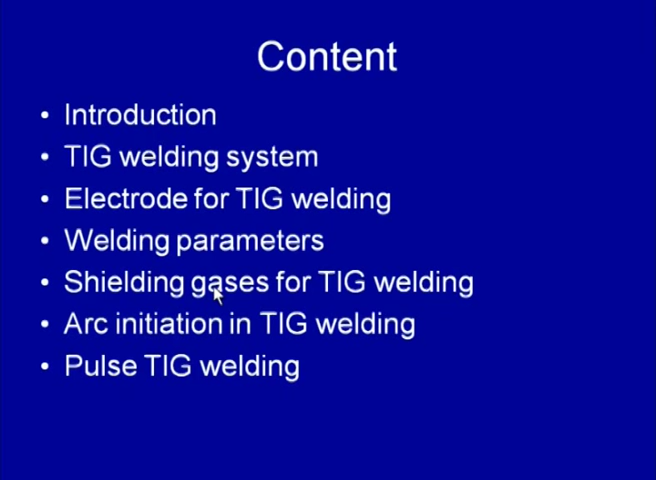 Content
• Introduction
• TIG welding system
• Electrode for TIG welding
• Welding parameters
• Shielding gases for TIG welding
• Arc initiation in TIG welding
• Pulse TIG welding